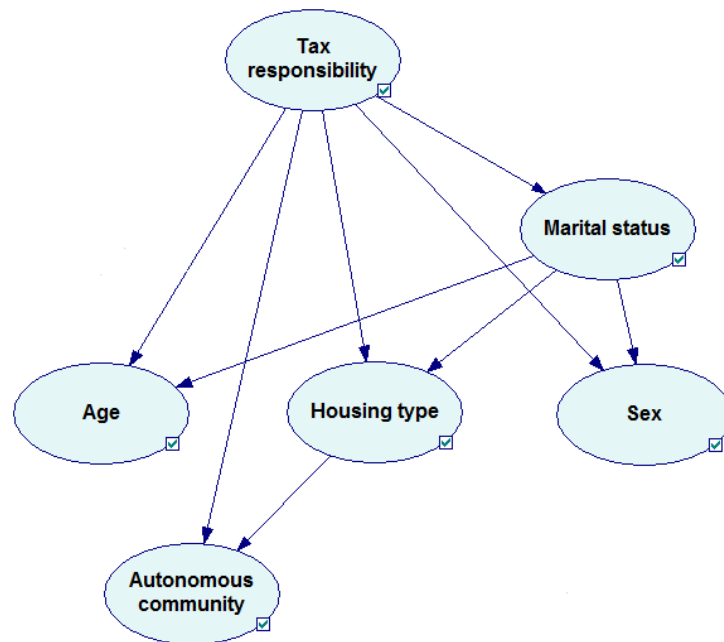 Tax
responsibility
Marital status
Age
Housing type
Sex
Autonomous
community